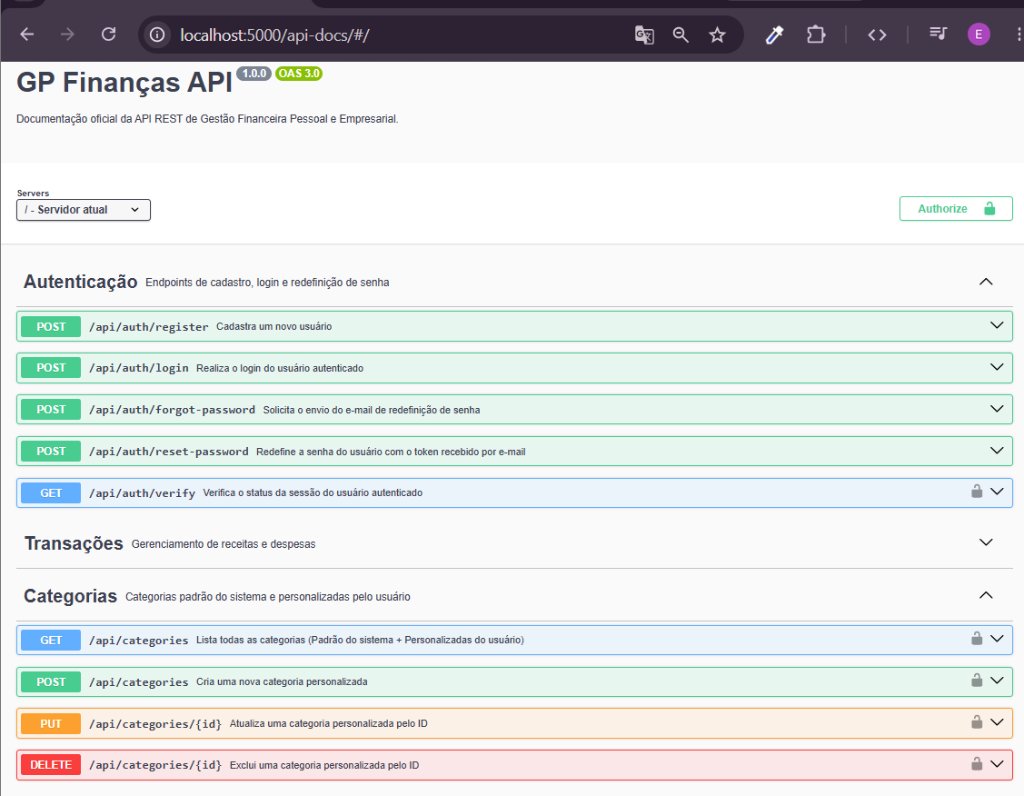 localhost:5000/api-docs/#/
E
GP Finanças API 1.0.0 OAS 3.0
Documentação oficial da API REST de Gestão Financeira Pessoal e Empresarial.
Servers
/ - Servidor atual
Authorize
Autenticação Endpoints de cadastro, login e redefinição de senha
POST /api/auth/register Cadastra um novo usuário
POST /api/auth/login Realiza o login do usuário autenticado
POST /api/auth/forgot-password Solicita o envio do e-mail de redefinição de senha
POST /api/auth/reset-password Redefine a senha do usuário com o token recebido por e-mail
GET /api/auth/verify Verifica o status da sessão do usuário autenticado
Transações Gerenciamento de receitas e despesas
Categorias Categorias padrão do sistema e personalizadas pelo usuário
GET /api/categories Lista todas as categorias (Padrão do sistema + Personalizadas do usuário)
POST /api/categories Cria uma nova categoria personalizada
PUT /api/categories/{id} Atualiza uma categoria personalizada pelo ID
DELETE /api/categories/{id} Exclui uma categoria personalizada pelo ID